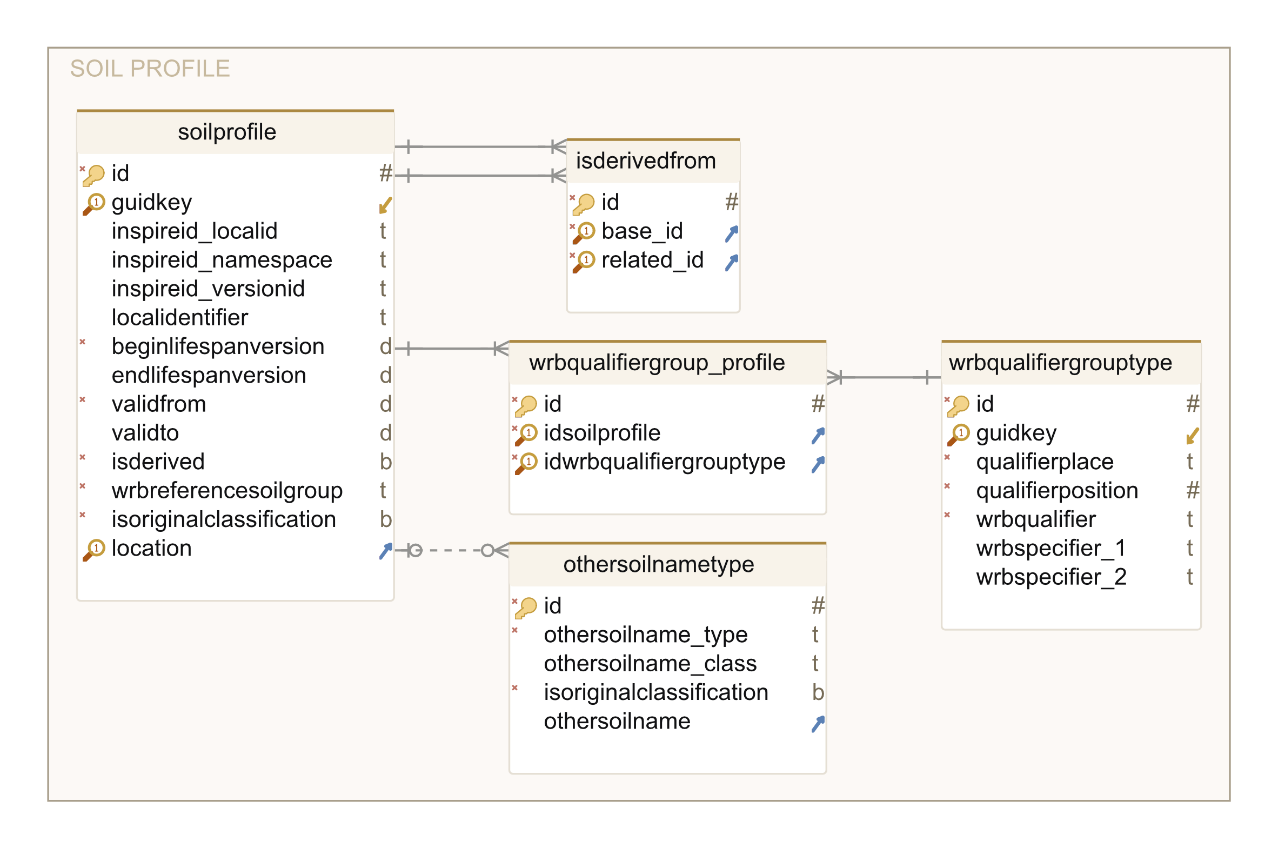 SOIL PROFILE
soilprofile
id #
guidkey
inspireid_localid t
inspireid_namespace t
inspireid_versionid t
localidentifier t
beginlifespanversion d
endlifespanversion d
validfrom d
validto d
isderived b
wrbreferencesoilgroup t
isoriginalclassification b
location
isderivedfrom
id #
base_id
related_id
wrbqualifiergroup_profile
id #
idsoilprofile
idwrbqualifiergrouptype
wrbqualifiergrouptype
id #
guidkey
qualifierplace t
qualifierposition #
wrbqualifier t
wrbspecifier_1 t
wrbspecifier_2 t
othersoilnametype
id #
othersoilname_type t
othersoilname_class t
isoriginalclassification b
othersoilname